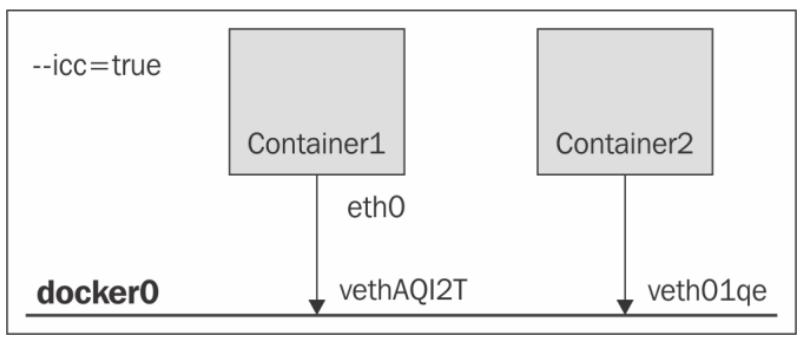 --icc=true
Container1
Container2
eth0
docker0
vethAQI2T
veth01qe